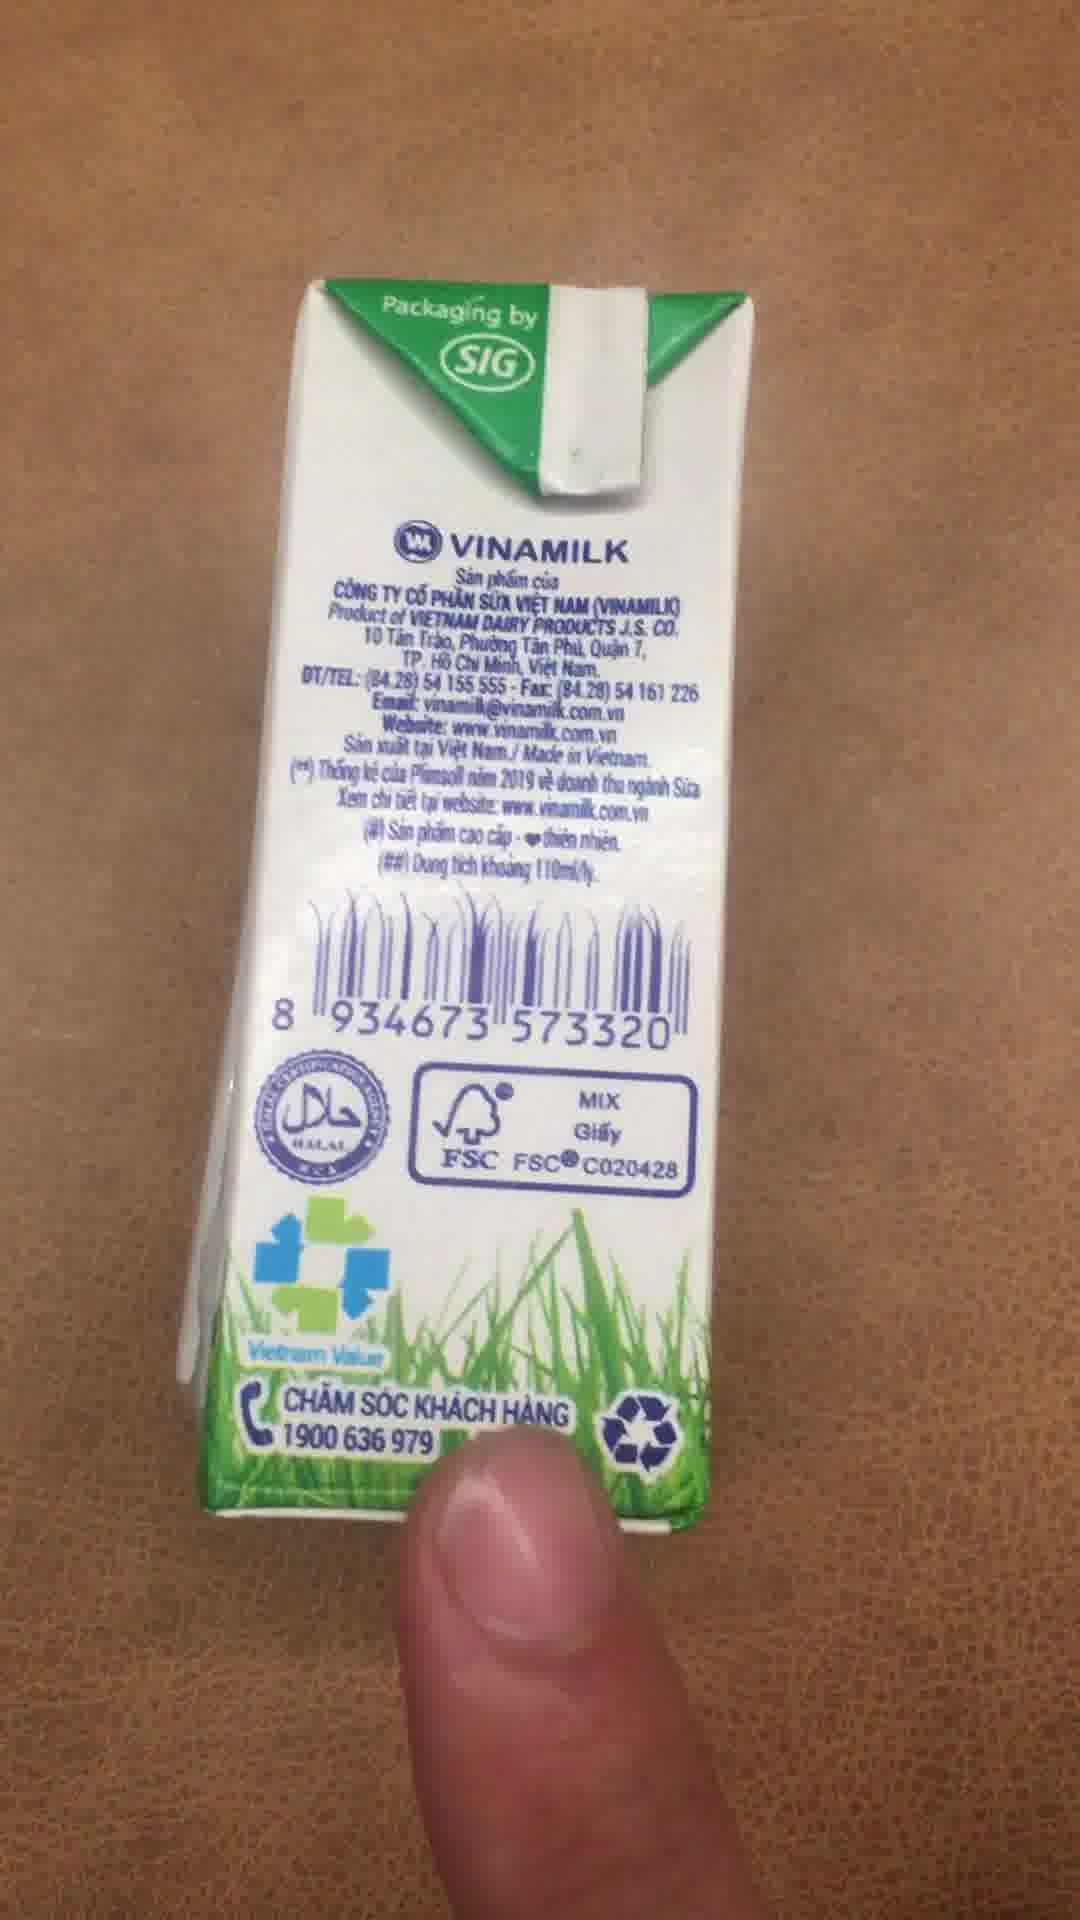 Packaging by
SIG
VINAMILK
Sản phẩm của
CÔNG TY CỔ PHẦN SỮA VIỆT NAM (VINAMILK)
Product of VIETNAM DAIRY PRODUCTS J.S. CO.
10 Tân Trào, Phường Tân Phú, Quận 7,
TP. Hồ Chí Minh, Việt Nam.
ĐT/TEL: (84.28) 54 155 555 - Fax: (84.28) 54 161 226
Email: vinamilk@vinamilk.com.vn
Website: www.vinamilk.com.vn
Sản xuất tại Việt Nam./ Made in Vietnam.
(**) Thống kê của Plimsoll năm 2019 về doanh thu ngành Sữa
Xem chi tiết tại website: www.vinamilk.com.vn
(#) Sản phẩm cao cấp - ❤ thiên nhiên.
(##) Dung tích khoảng 110ml/ly.
8 934673 573320
حلال
HALAL
MIX
Giấy
FSC FSC® C020428
Vietnam Value
CHĂM SÓC KHÁCH HÀNG
1900 636 979